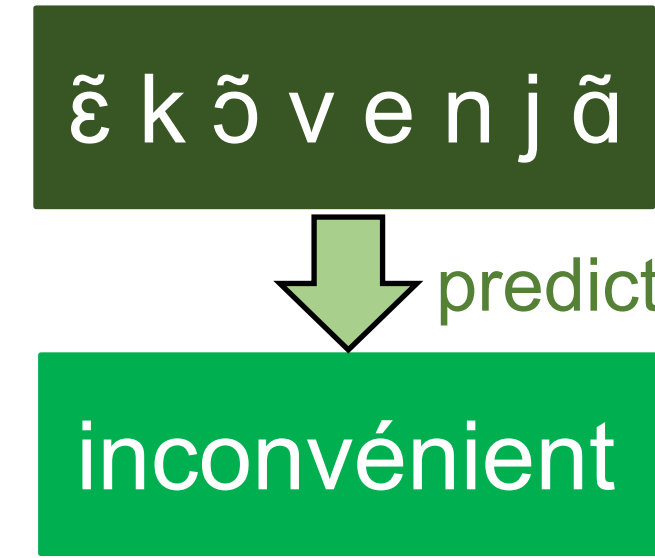 ɛ̃ k ɔ̃ v e n j ɑ̃
predict
inconvénient